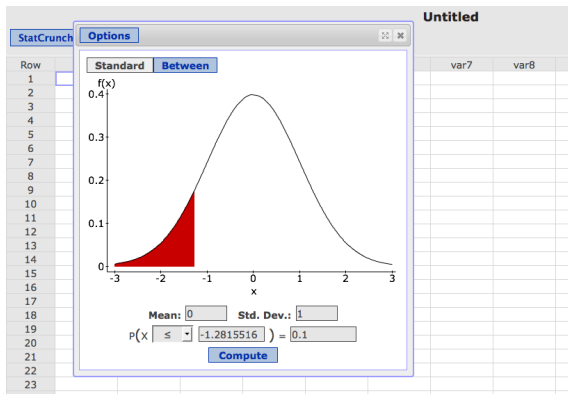 Untitled
StatCrunch
Options
Row
var7
var8
Standard Between
f(x)
0.4
0.3
0.2
0.1
0
-3 -2 -1 0 1 2 3
x
Mean: 0 Std. Dev.: 1
P(X ≤ -1.2815516 ) = 0.1
Compute
1
2
3
4
5
6
7
8
9
10
11
12
13
14
15
16
17
18
19
20
21
22
23